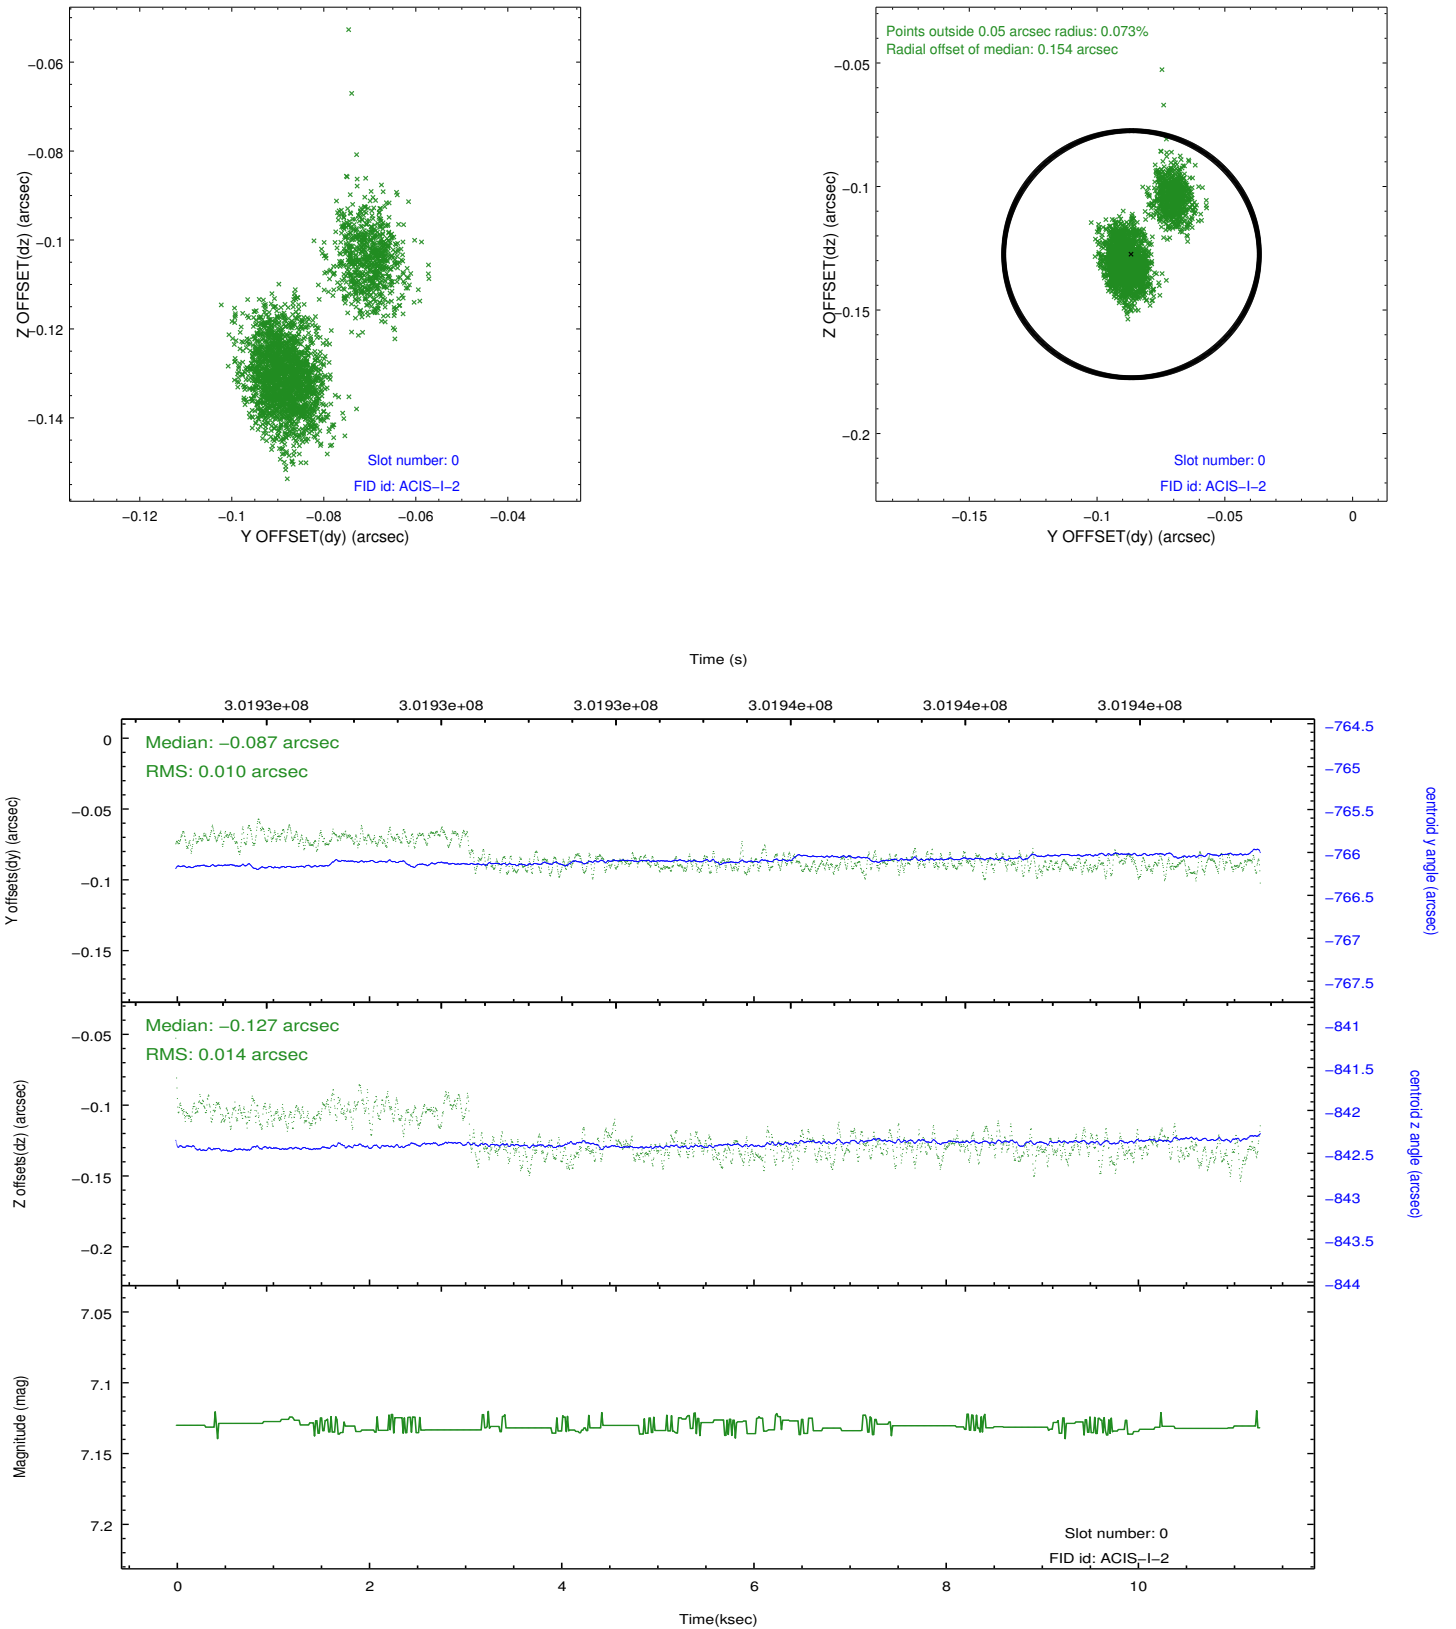 Z OFFSET(dz) (arcsec)
−0.06
−0.08
−0.1
−0.12
−0.14
Slot number: 0
FID id: ACIS−I−2
−0.12
−0.1
−0.08
−0.06
−0.04
Y OFFSET(dy) (arcsec)
Points outside 0.05 arcsec radius: 0.073%
Radial offset of median: 0.154 arcsec
Z OFFSET(dz) (arcsec)
−0.05
−0.1
−0.15
−0.2
Slot number: 0
FID id: ACIS−I−2
−0.15
−0.1
−0.05
0
Y OFFSET(dy) (arcsec)
Time (s)
3.0193e+08
3.0193e+08
3.0193e+08
3.0194e+08
3.0194e+08
3.0194e+08
Median: −0.087 arcsec
RMS: 0.010 arcsec
Y offsets(dy) (arcsec)
0
−0.05
−0.1
−0.15
−764.5
−765
−765.5
−766
−766.5
−767
−767.5
centroid y angle (arcsec)
Median: −0.127 arcsec
RMS: 0.014 arcsec
Z offsets(dz) (arcsec)
−0.05
−0.1
−0.15
−0.2
−841
−841.5
−842
−842.5
−843
−843.5
−844
centroid z angle (arcsec)
Magnitude (mag)
7.05
7.1
7.15
7.2
Slot number: 0
FID id: ACIS−I−2
0
2
4
6
8
10
Time(ksec)